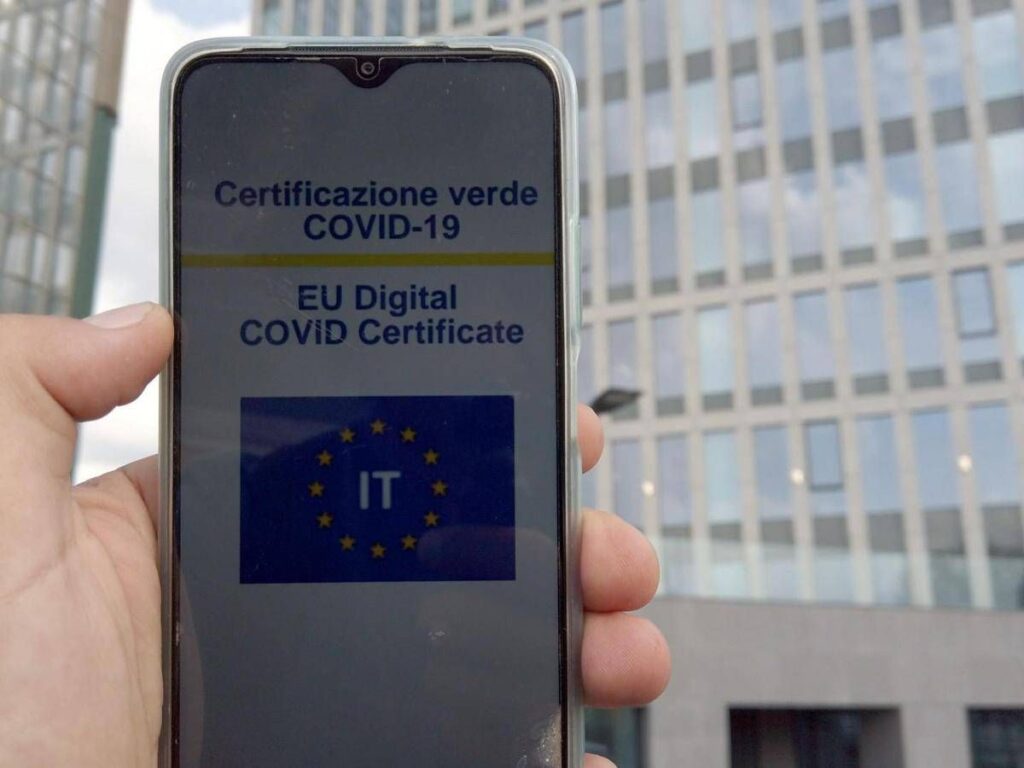 Certificazione verde
COVID-19
EU Digital
COVID Certificate
IT